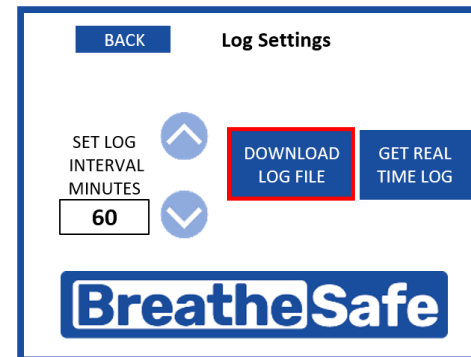 BACK
Log Settings
SET LOG
INTERVAL
MINUTES
60
DOWNLOAD
LOG FILE
GET REAL
TIME LOG
BreatheSafe